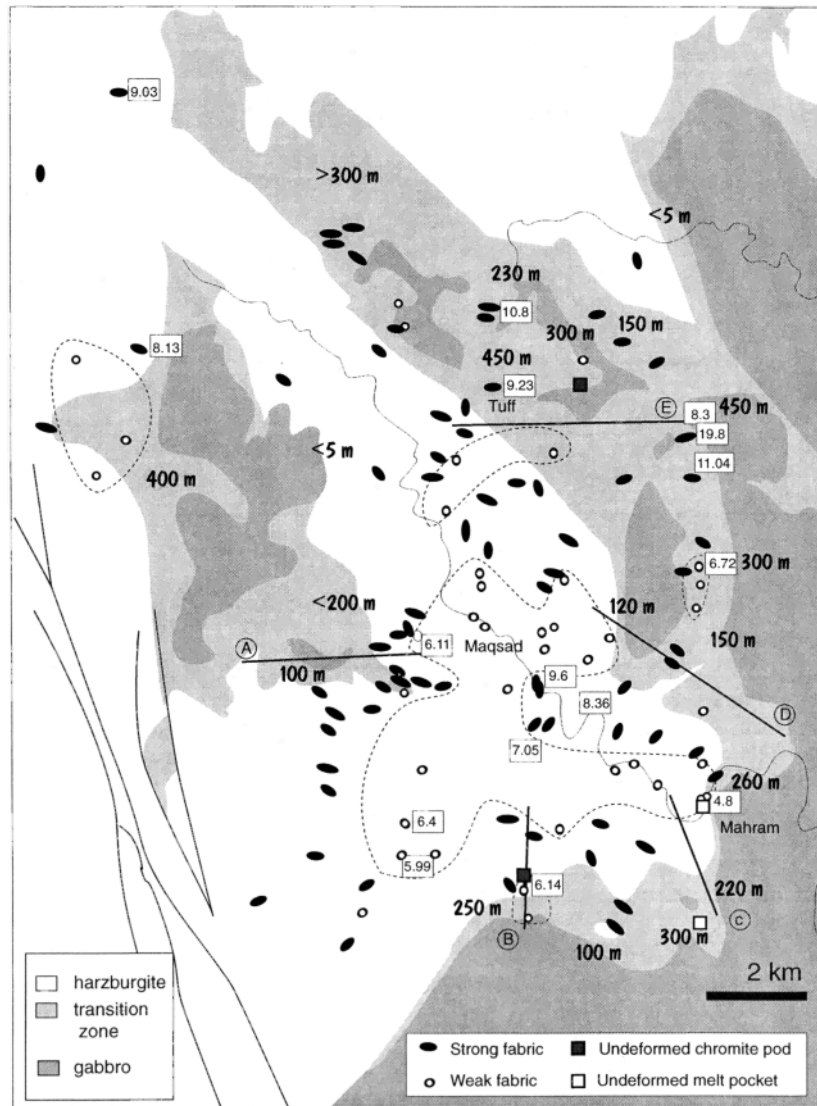 9.03
>300 m
<5 m
230 m
10.8
300 m
150 m
8.13
450 m
9.23
Tuff
E
8.3
450 m
19.8
<5 m
11.04
400 m
6.72
300 m
<200 m
120 m
A
6.11
Maqsad
150 m
100 m
9.6
8.36
D
7.05
260 m
4.8
6.4
Mahram
5.99
6.14
220 m
250 m
B
100 m
300 m
C
2 km
harzburgite
transition
zone
gabbro
Strong fabric
Undeformed chromite pod
Weak fabric
Undeformed melt pocket